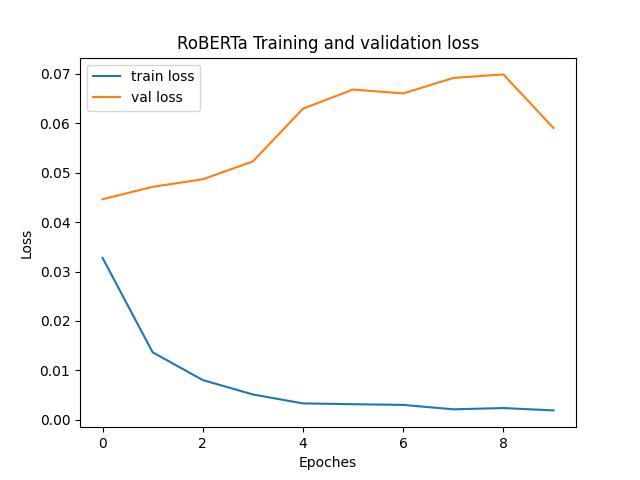 RoBERTa Training and validation loss
train loss
val loss
0.07
0.06
0.05
0.04
0.03
0.02
0.01
0.00
Loss
0 2 4 6 8
Epoches